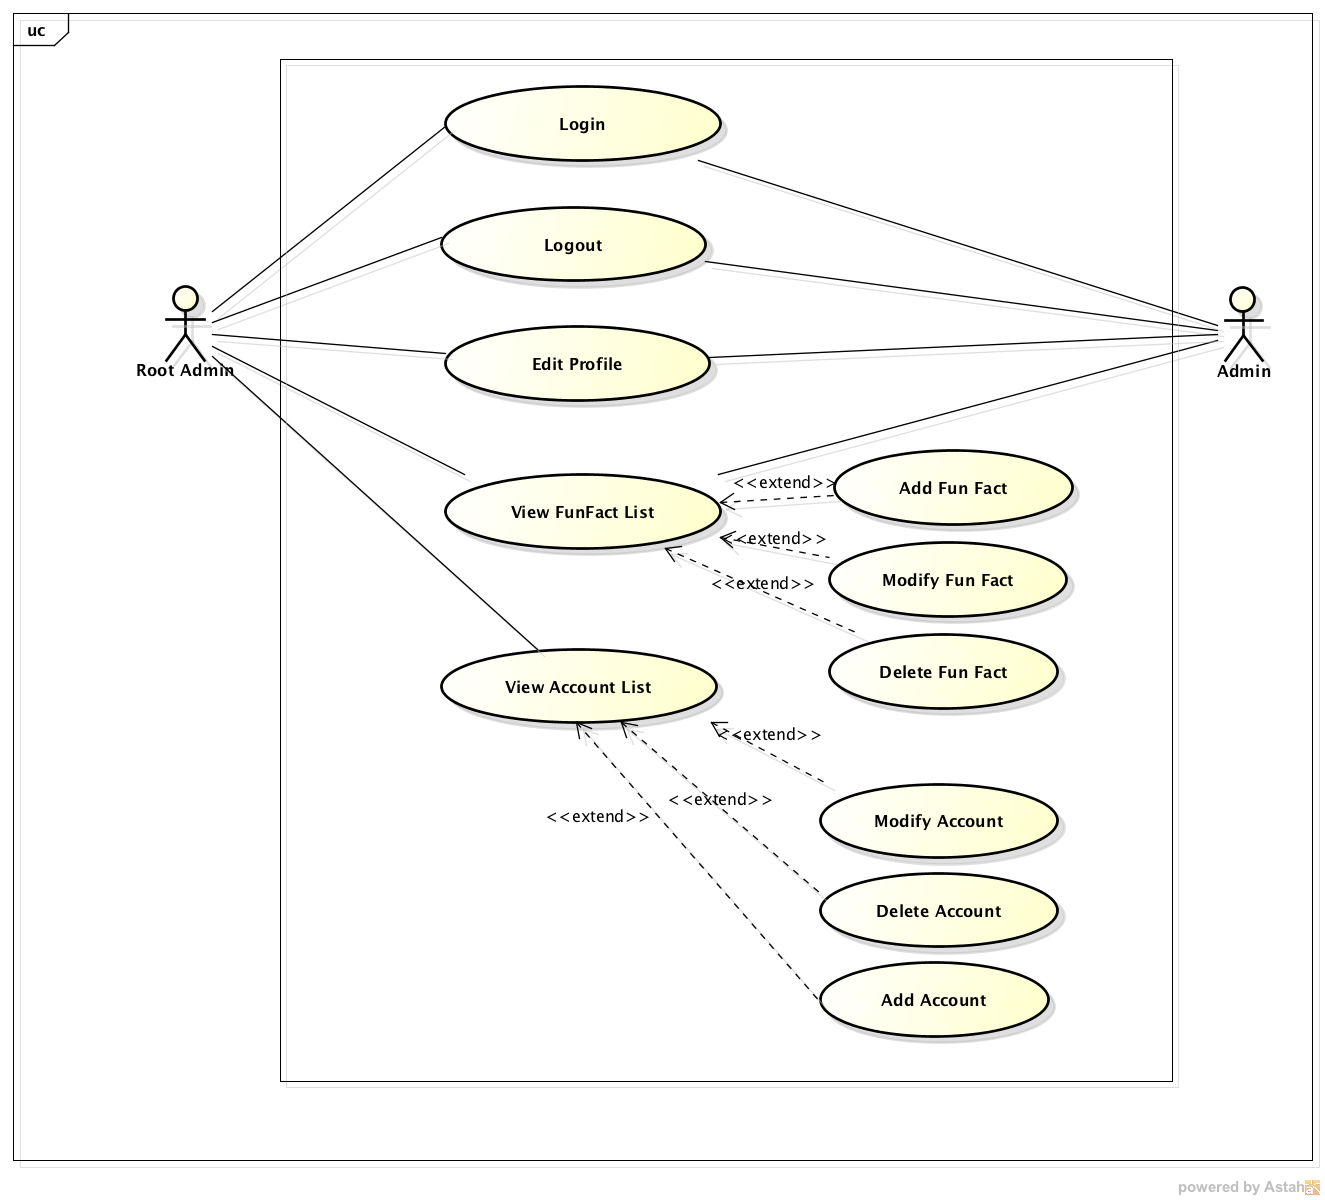 uc
Login
Logout
Root Admin
Edit Profile
Admin
View FunFact List
<<extend>>
Add Fun Fact
<<extend>>
Modify Fun Fact
<<extend>>
Delete Fun Fact
View Account List
<<extend>>
<<extend>>
<<extend>>
Modify Account
Delete Account
Add Account
powered by Astah